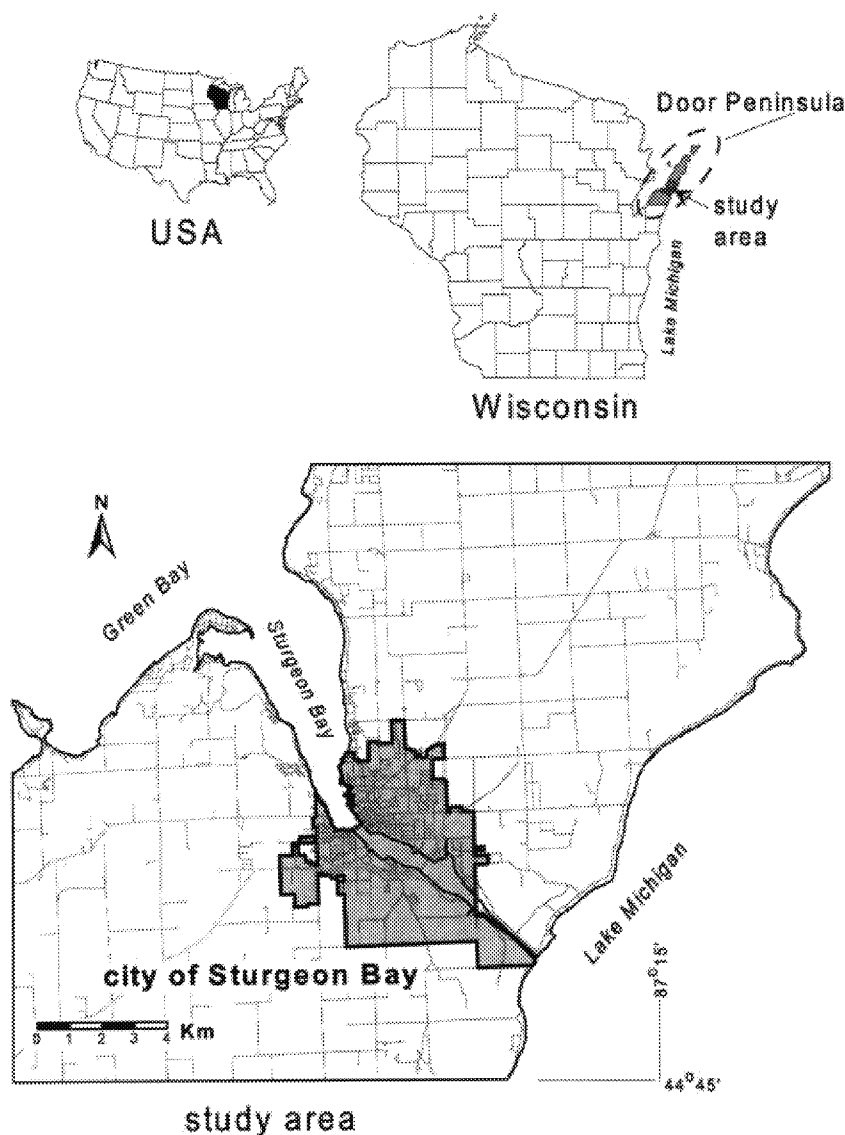 USA
Door Peninsula
study
area
Lake Michigan
Wisconsin
N
Green Bay
Sturgeon Bay
Lake Michigan
city of Sturgeon Bay
0 1 2 3 4 Km
87°15'
44°45'
study area